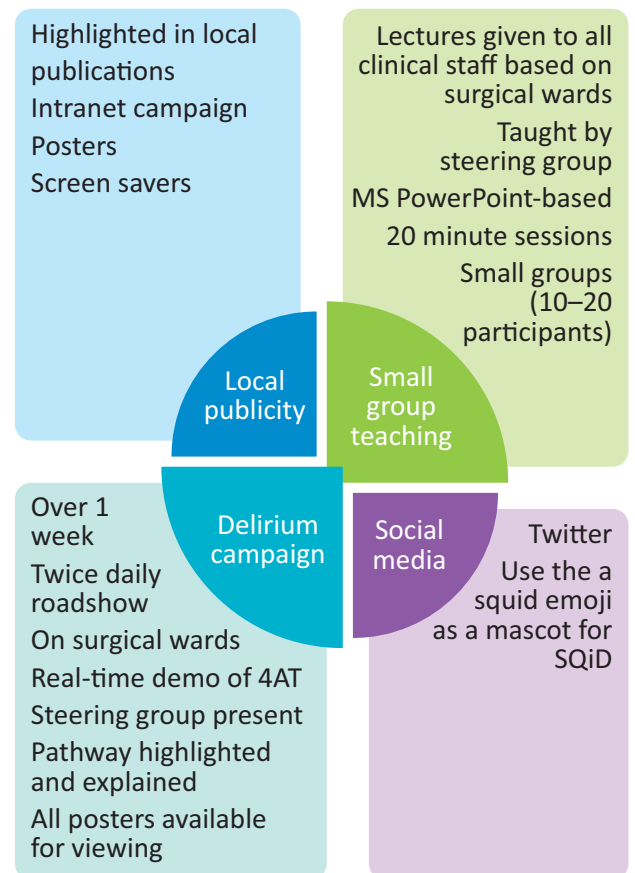 Highlighted in local
publications
Intranet campaign
Posters
Screen savers
Lectures given to all
clinical staff based on
surgical wards
Taught by
steering group
MS PowerPoint-based
20 minute sessions
Small groups
(10–20
participants)
Local
publicity
Small
group
teaching
Over 1
week
Twice daily
roadshow
On surgical wards
Real-time demo of 4AT
Steering group present
Pathway highlighted
and explained
All posters available
for viewing
Delirium
campaign
Social
media
Twitter
Use the a
squid emoji
as a mascot for
SQiD